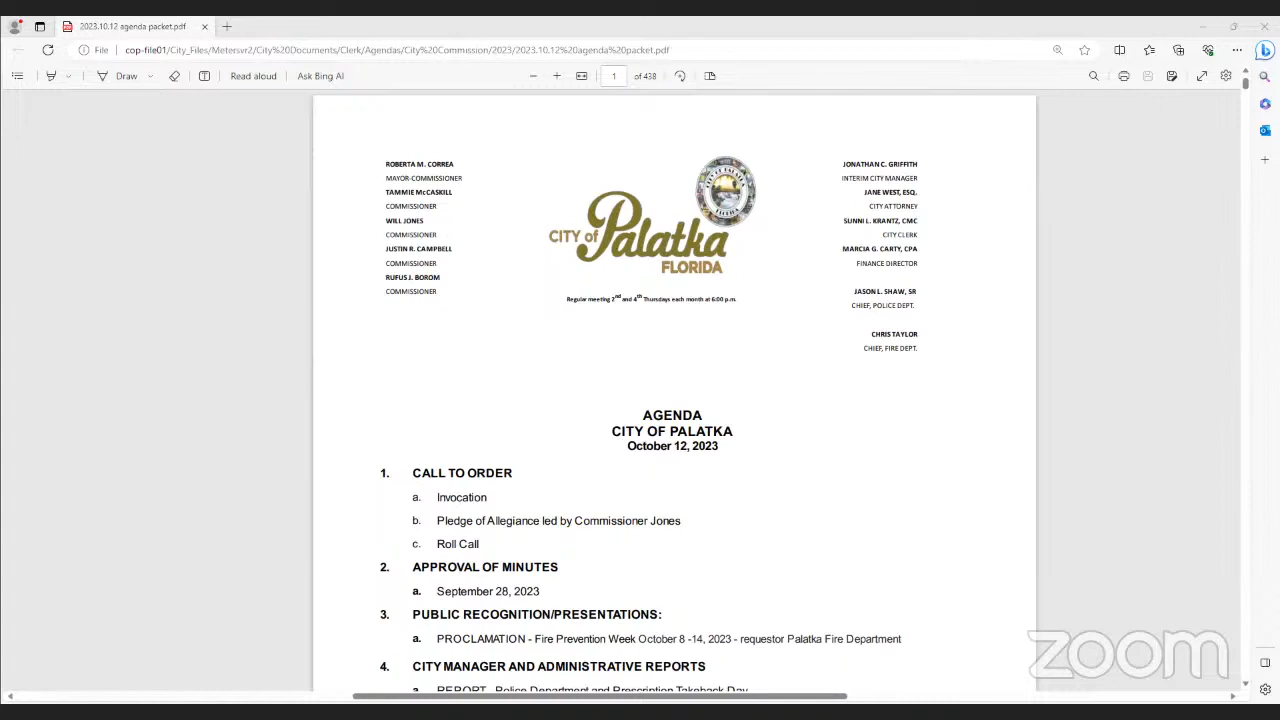 2023.10.12 agenda packet.pdf
File
cop-file01/City_Files/Metersvr2/City%20Documents/Clerk/Agendas/City%20Commission/2023/2023.10.12%20agenda%20packet.pdf
Draw
Read aloud
Ask Bing AI
1 of 438
ROBERTA M. CORREA
MAYOR-COMMISSIONER
TAMMIE McCASKILL
COMMISSIONER
WILL JONES
COMMISSIONER
JUSTIN R. CAMPBELL
COMMISSIONER
RUFUS J. BOROM
COMMISSIONER
CITY of Palatka
FLORIDA
Regular meeting 2nd and 4th Thursdays each month at 6:00 p.m.
JONATHAN C. GRIFFITH
INTERIM CITY MANAGER
JANE WEST, ESQ.
CITY ATTORNEY
SUNNI L. KRANTZ, CMC
CITY CLERK
MARCIA G. CARTY, CPA
FINANCE DIRECTOR
JASON L. SHAW, SR
CHIEF, POLICE DEPT.
CHRIS TAYLOR
CHIEF, FIRE DEPT.
AGENDA
CITY OF PALATKA
October 12, 2023
1. CALL TO ORDER
a. Invocation
b. Pledge of Allegiance led by Commissioner Jones
c. Roll Call
2. APPROVAL OF MINUTES
a. September 28, 2023
3. PUBLIC RECOGNITION/PRESENTATIONS:
a. PROCLAMATION - Fire Prevention Week October 8 -14, 2023 - requestor Palatka Fire Department
4. CITY MANAGER AND ADMINISTRATIVE REPORTS
a. REPORT - Police Department and Prescription Takeback Day
zoom